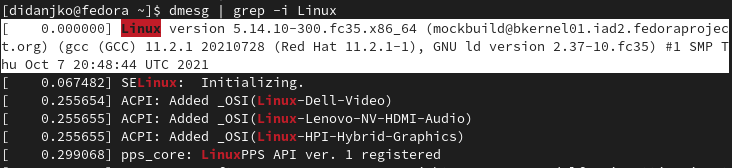 [didanjko@fedora ~]$ dmesg | grep -i Linux
[    0.000000] Linux version 5.14.10-300.fc35.x86_64 (mockbuild@bkernel01.iad2.fedoraprojec
t.org) (gcc (GCC) 11.2.1 20210728 (Red Hat 11.2.1-1), GNU ld version 2.37-10.fc35) #1 SMP T
hu Oct 7 20:48:44 UTC 2021
[    0.067482] SELinux:  Initializing.
[    0.255654] ACPI: Added _OSI(Linux-Dell-Video)
[    0.255655] ACPI: Added _OSI(Linux-Lenovo-NV-HDMI-Audio)
[    0.255655] ACPI: Added _OSI(Linux-HPI-Hybrid-Graphics)
[    0.299068] pps_core: LinuxPPS API ver. 1 registered